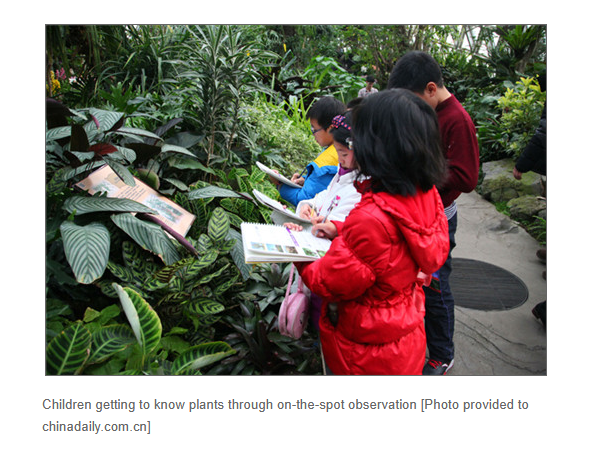 Children getting to know plants through on-the-spot observation [Photo provided to
chinadaily.com.cn]